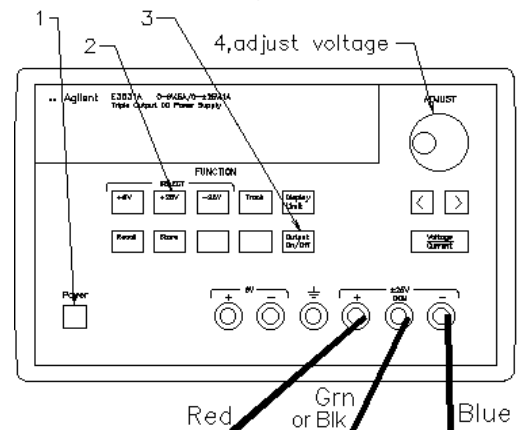 1
2
3
4,adjust voltage
Agilent E3631A 0-6V,5A/0-±25V,1A
Triple Output DC Power Supply
ADJUST
FUNCTION
SELECT
+6V
+25V
-25V
Track
Display
Limit
< >
Recall
Store
Output
On/Off
Voltage
Current
Power
6V
+ -
±25V
COM
+ -
Red
Grn
or Blk
Blue